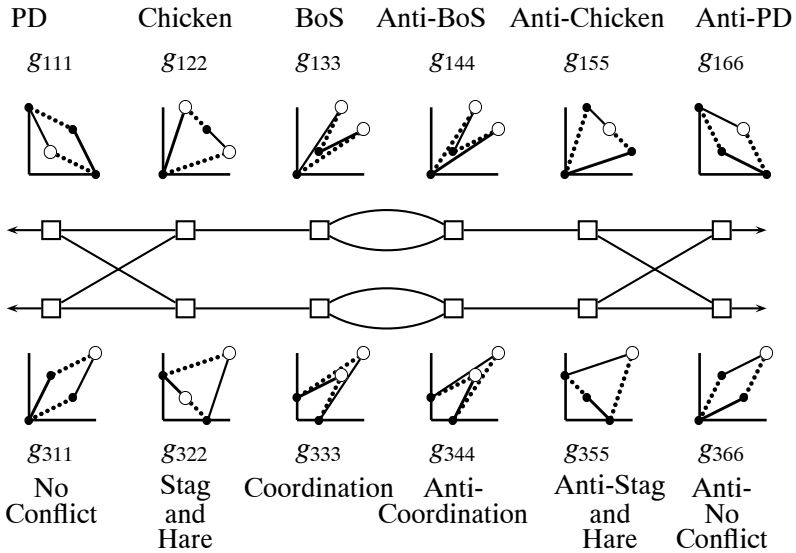 PD Chicken BoS Anti-BoS Anti-Chicken Anti-PD
g111 g122 g133 g144 g155 g166
g311 g322 g333 g344 g355 g366
No Stag Coordination Anti- Anti-Stag Anti-
Conflict and Coordination and No
Hare Hare Conflict